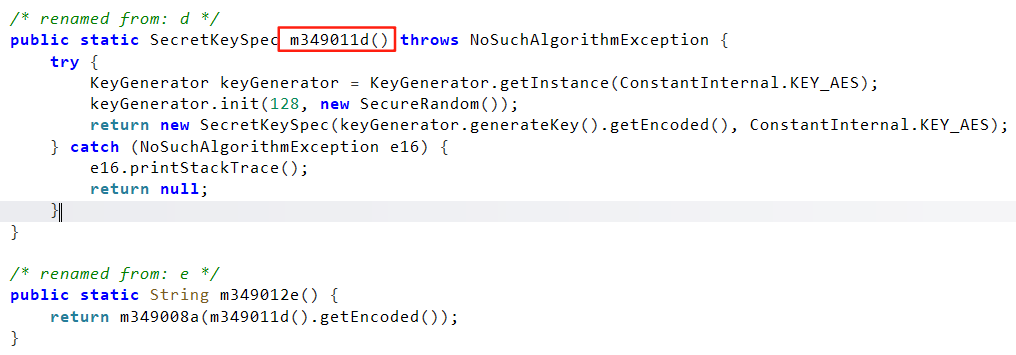 /* renamed from: d */
public static SecretKeySpec m349011d() throws NoSuchAlgorithmException {
    try {
        KeyGenerator keyGenerator = KeyGenerator.getInstance(ConstantInternal.KEY_AES);
        keyGenerator.init(128, new SecureRandom());
        return new SecretKeySpec(keyGenerator.generateKey().getEncoded(), ConstantInternal.KEY_AES);
    } catch (NoSuchAlgorithmException e16) {
        e16.printStackTrace();
        return null;
    }
}
/* renamed from: e */
public static String m349012e() {
    return m349008a(m349011d().getEncoded());
}